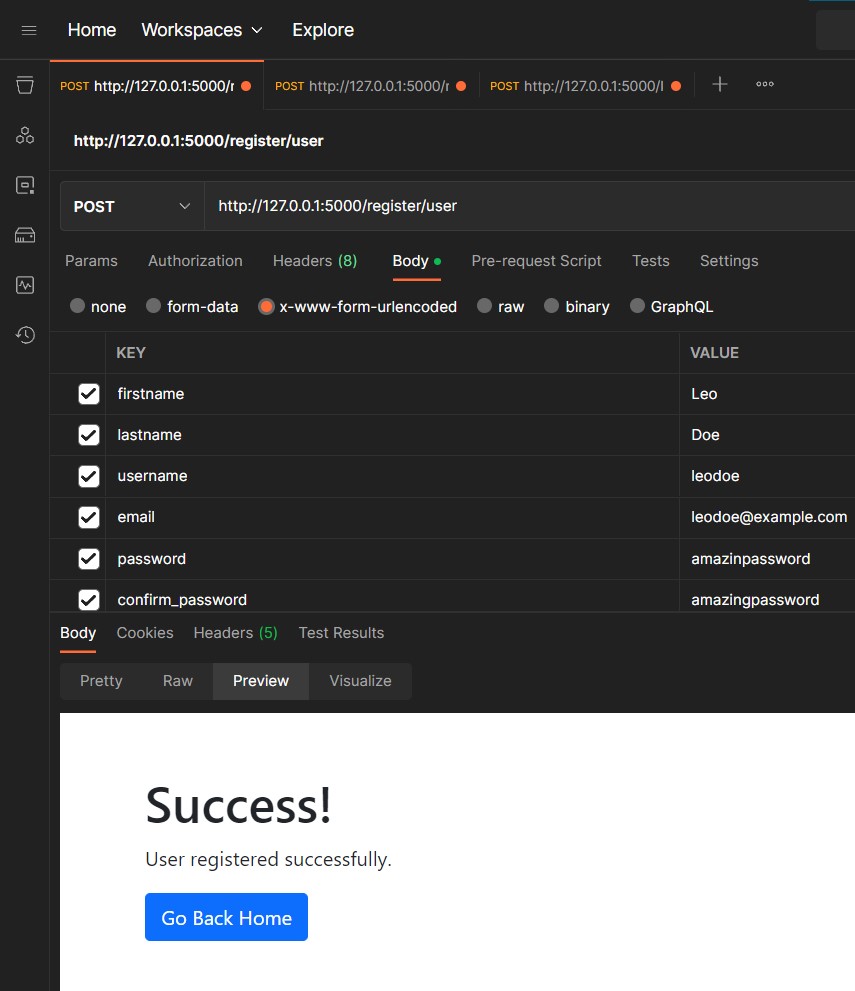 Home Workspaces Explore
POST http://127.0.0.1:5000/r POST http://127.0.0.1:5000/r POST http://127.0.0.1:5000/l
http://127.0.0.1:5000/register/user
POST http://127.0.0.1:5000/register/user
Params Authorization Headers (8) Body Pre-request Script Tests Settings
none form-data x-www-form-urlencoded raw binary GraphQL
KEY VALUE
firstname Leo
lastname Doe
username leodoe
email leodoe@example.com
password amazinpassword
confirm_password amazingpassword
Body Cookies Headers (5) Test Results
Pretty Raw Preview Visualize
Success!
User registered successfully.
Go Back Home